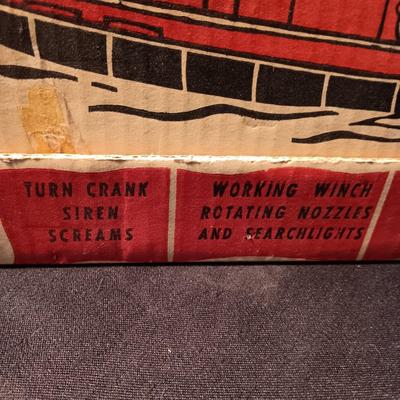 TURN CRANK
SIREN
SCREAMS
WORKING WINCH
ROTATING NOZZLES
AND SEARCHLIGHTS